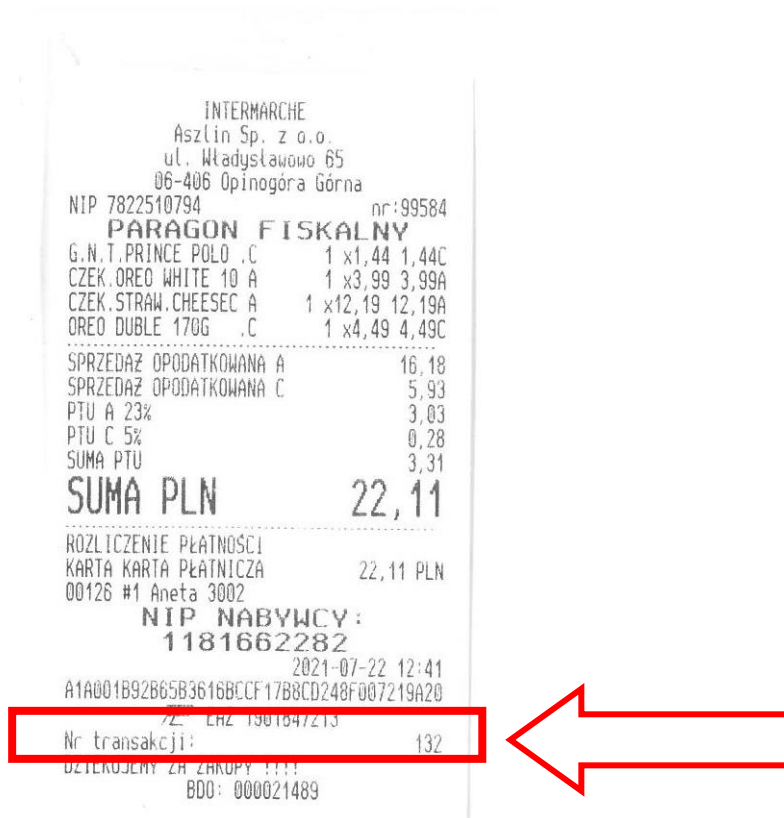 INTERMARCHE
Aszlin Sp. z o.o.
ul. Władysławowo 65
06-406 Opinogóra Górna
NIP 7822510794 nr:99584
PARAGON FISKALNY
G.N.T.PRINCE POLO .C 1 x1,44 1,44C
CZEK.OREO WHITE 10 A 1 x3,99 3,99A
CZEK.STRAW.CHEESEC A 1 x12,19 12,19A
OREO DUBLE 170G .C 1 x4,49 4,49C
SPRZEDAŻ OPODATKOWANA A 16,18
SPRZEDAŻ OPODATKOWANA C 5,93
PTU A 23% 3,03
PTU C 5% 0,28
SUMA PTU 3,31
SUMA PLN 22,11
ROZLICZENIE PŁATNOŚCI
KARTA KARTA PŁATNICZA 22,11 PLN
00126 #1 Aneta 3002
NIP NABYWCY:
1181662282
2021-07-22 12:41
A1A001B92B65B3616BCCF17B8CD248F007219A20
EAZ 1901847213
Nr transakcji: 132
DZIĘKUJEMY ZA ZAKUPY !!!!
BDO: 000021489